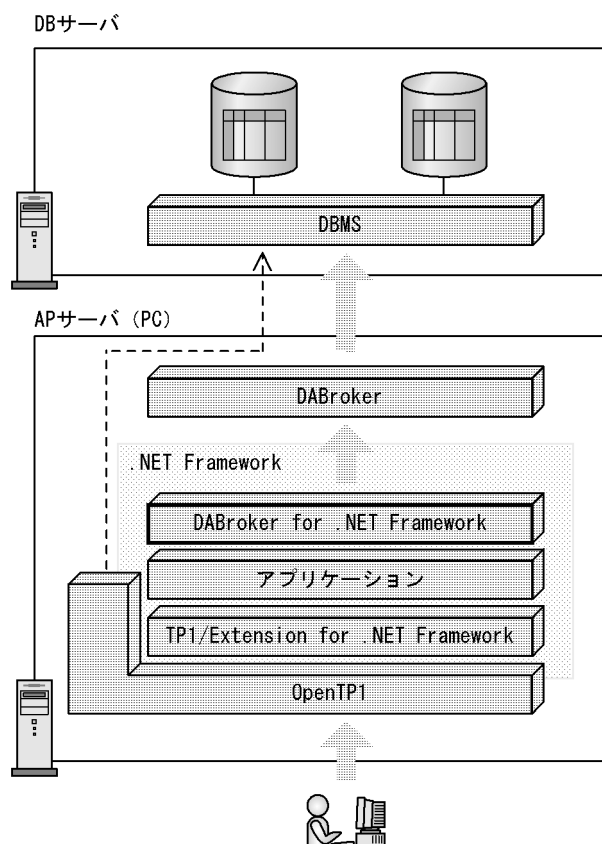 DBサーバ
DBMS
APサーバ（PC）
DABroker
.NET Framework
DABroker for .NET Framework
アプリケーション
TP1/Extension for .NET Framework
OpenTP1